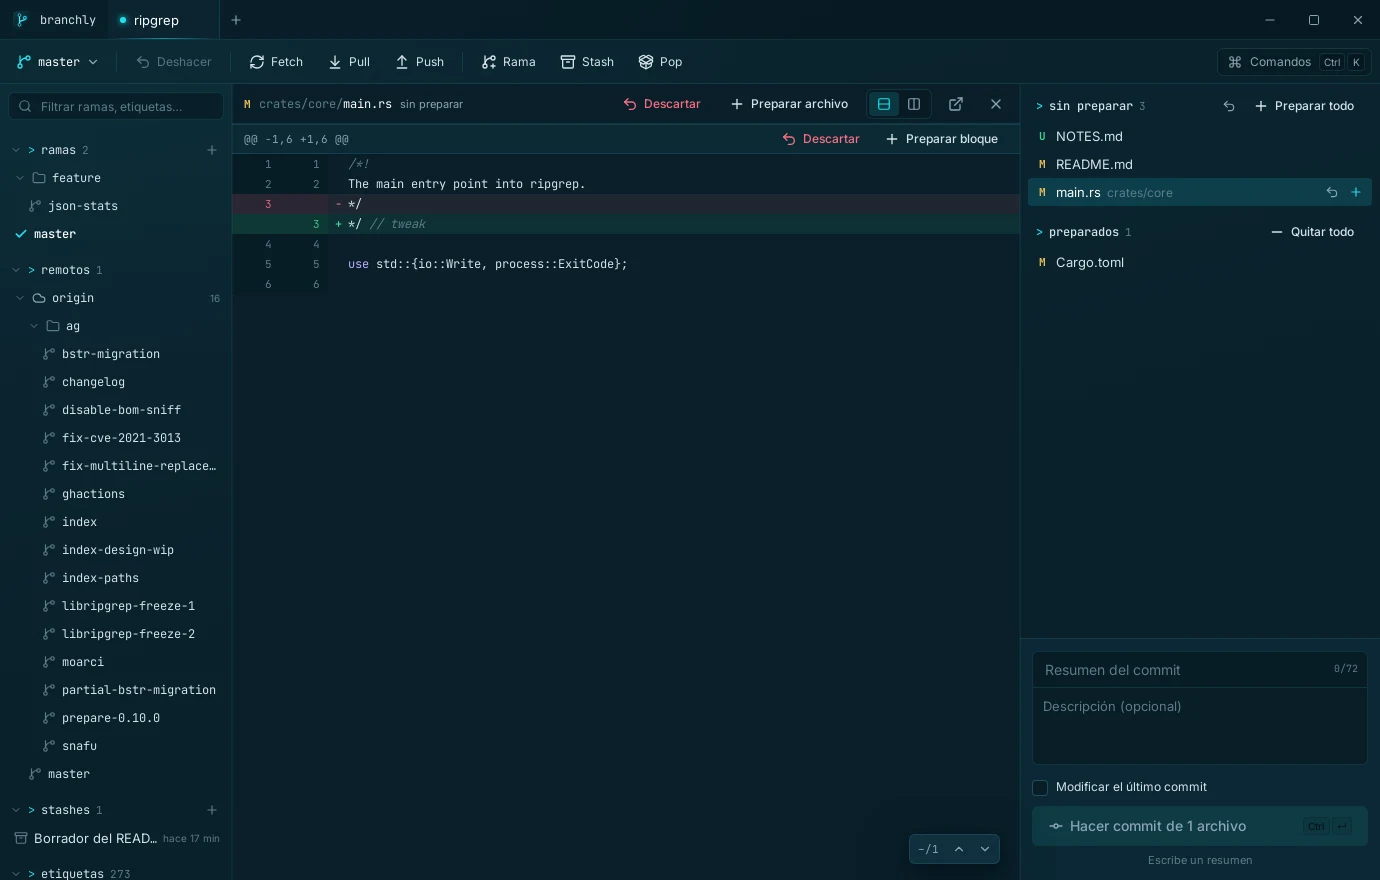 branchly
ripgrep
master
Deshacer
Fetch
Pull
Push
Rama
Stash
Pop
Comandos Ctrl K
Filtrar ramas, etiquetas...
> ramas 2
feature
json-stats
master
> remotos 1
origin 16
ag
bstr-migration
changelog
disable-bom-sniff
fix-cve-2021-3013
fix-multiline-replace…
ghactions
index
index-design-wip
index-paths
libripgrep-freeze-1
libripgrep-freeze-2
moarci
partial-bstr-migration
prepare-0.10.0
snafu
master
> stashes 1
Borrador del READ… hace 17 min
> etiquetas 273
M crates/core/main.rs sin preparar
Descartar
Preparar archivo
@@ -1,6 +1,6 @@
Descartar
Preparar bloque
1 1 /*!
2 2 The main entry point into ripgrep.
3 - */
3 + */ // tweak
4 4
5 5 use std::{io::Write, process::ExitCode};
6 6
-/1
> sin preparar 3
Preparar todo
U NOTES.md
M README.md
M main.rs crates/core
> preparados 1
Quitar todo
M Cargo.toml
Resumen del commit 0/72
Descripción (opcional)
Modificar el último commit
Hacer commit de 1 archivo Ctrl ↵
Escribe un resumen